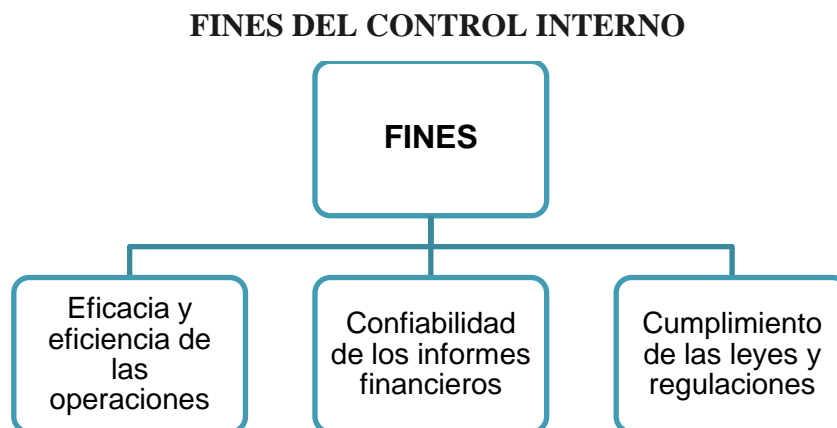 FINES DEL CONTROL INTERNO
FINES
Eficacia y
eficiencia de
las
operaciones
Confiabilidad
de los informes
financieros
Cumplimiento
de las leyes y
regulaciones